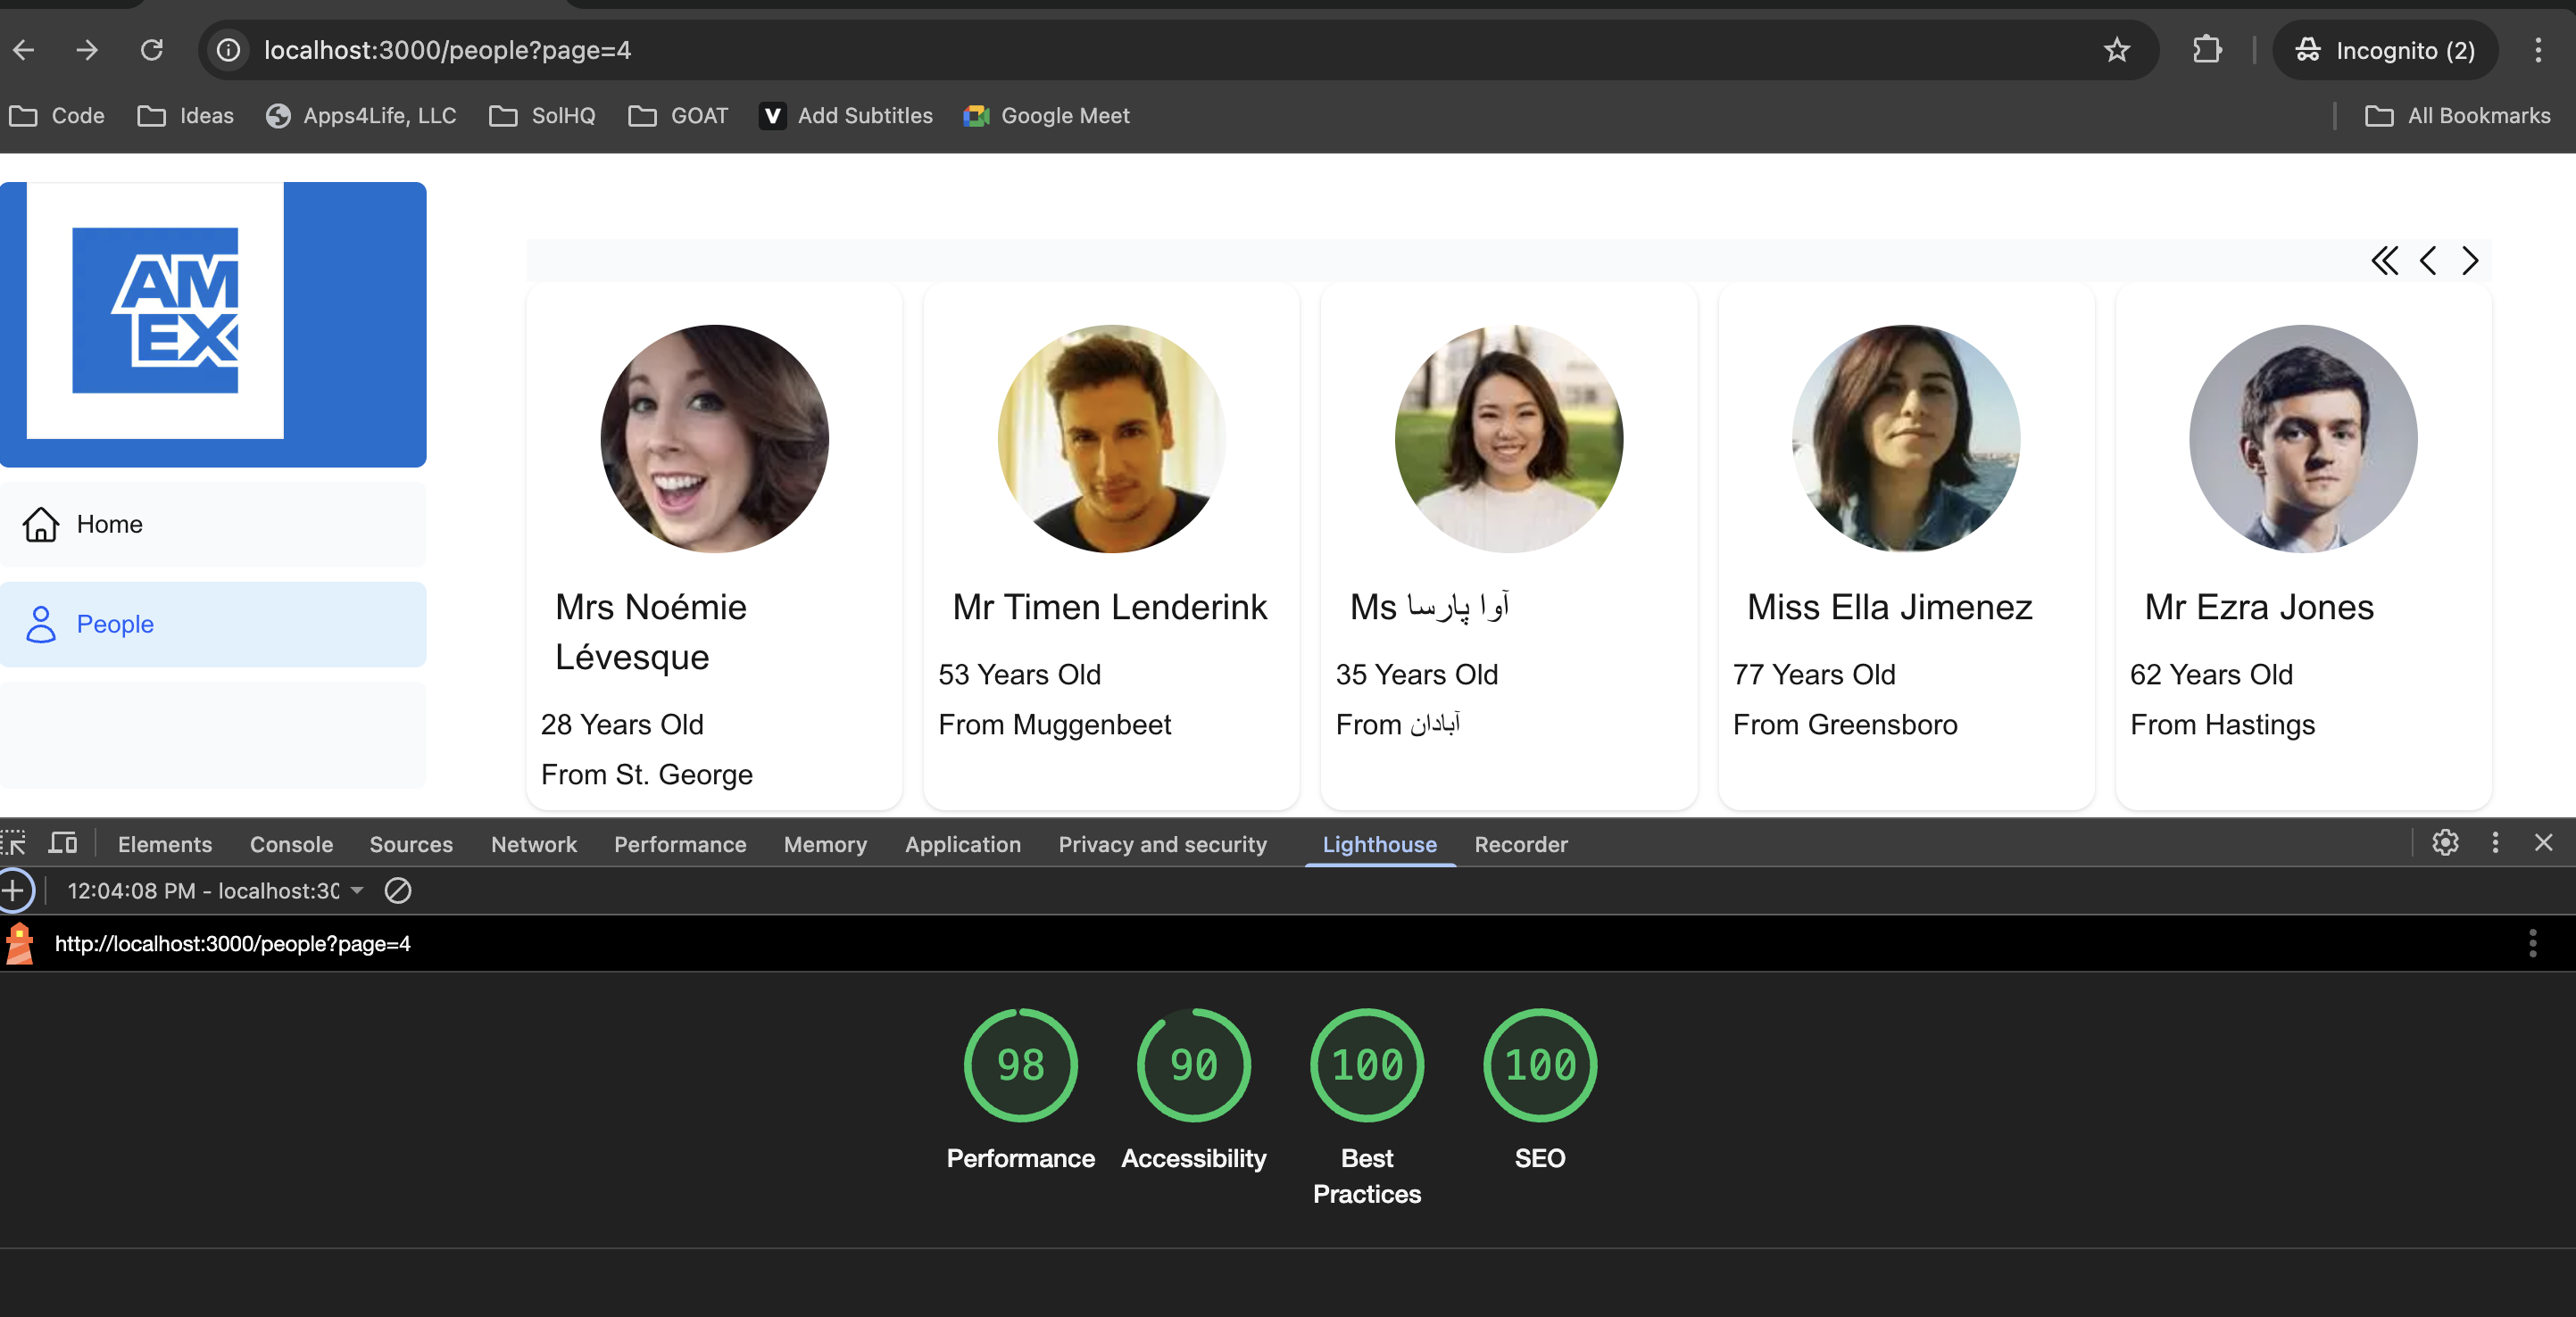 localhost:3000/people?page=4
Incognito (2)
Code
Ideas
Apps4Life, LLC
SolHQ
GOAT
Add Subtitles
Google Meet
All Bookmarks
AM
EX
Home
People
Mrs Noémie
Lévesque
28 Years Old
From St. George
Mr Timen Lenderink
53 Years Old
From Muggenbeet
Ms آوا پارسا
35 Years Old
From آبادان
Miss Ella Jimenez
77 Years Old
From Greensboro
Mr Ezra Jones
62 Years Old
From Hastings
Elements
Console
Sources
Network
Performance
Memory
Application
Privacy and security
Lighthouse
Recorder
12:04:08 PM - localhost:30
http://localhost:3000/people?page=4
98
Performance
90
Accessibility
100
Best
Practices
100
SEO